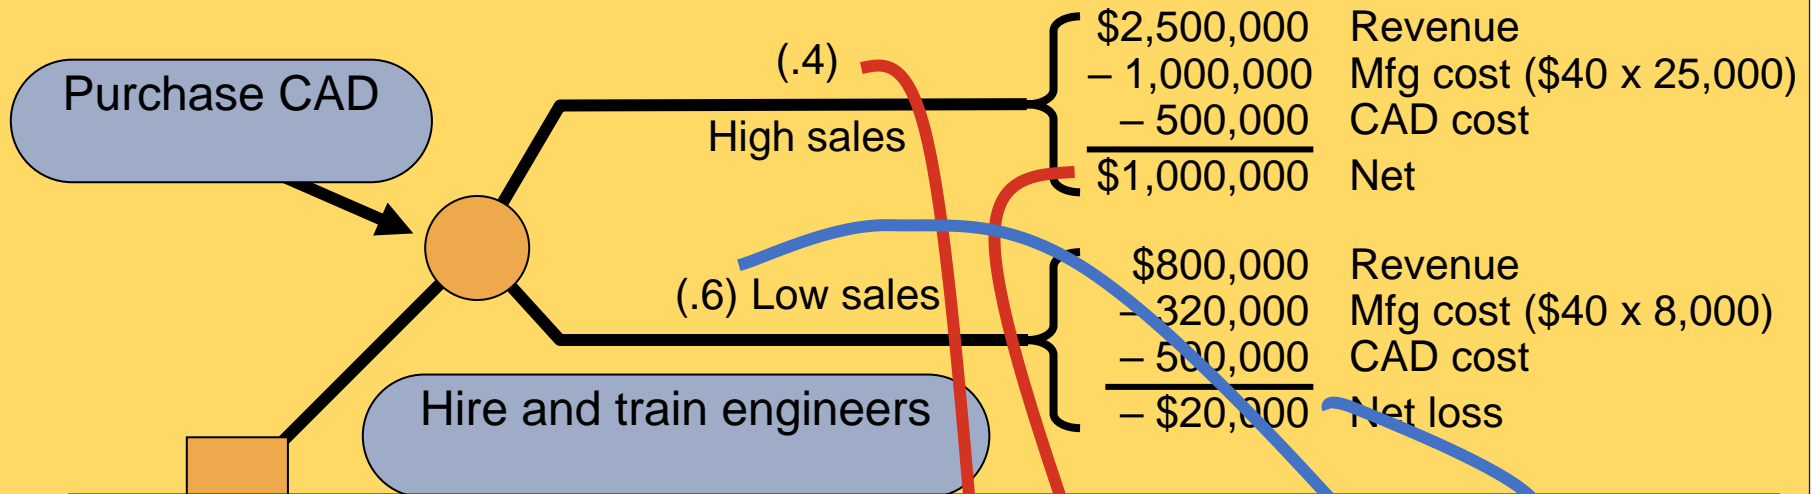 Purchase CAD
(.4)
High sales
$2,500,000 Revenue
– 1,000,000 Mfg cost ($40 x 25,000)
– 500,000 CAD cost
$1,000,000 Net
(.6) Low sales
$800,000 Revenue
– 320,000 Mfg cost ($40 x 8,000)
– 500,000 CAD cost
– $20,000 Net loss
Hire and train engineers